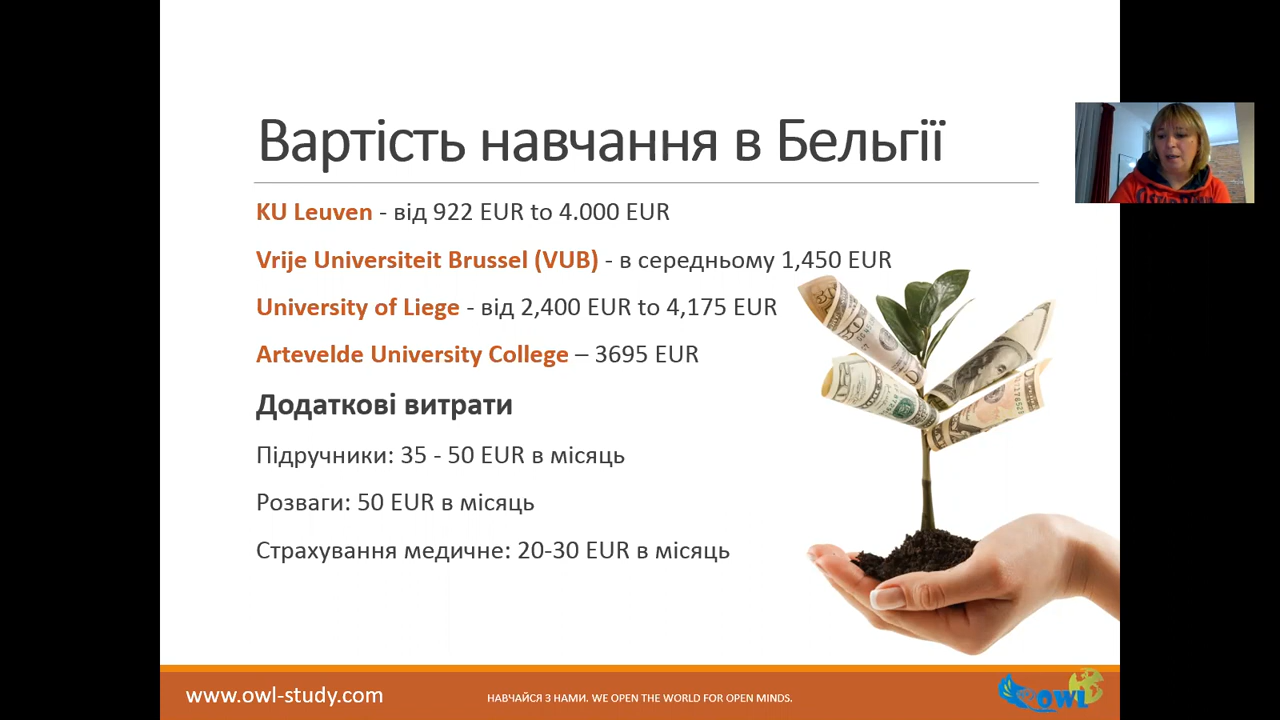 Вартість навчання в Бельгії
KU Leuven - від 922 EUR to 4.000 EUR
Vrije Universiteit Brussel (VUB) - в середньому 1,450 EUR
University of Liege - від 2,400 EUR to 4,175 EUR
Artevelde University College – 3695 EUR
Додаткові витрати
Підручники: 35 - 50 EUR в місяць
Розваги: 50 EUR в місяць
Страхування медичне: 20-30 EUR в місяць
www.owl-study.com
НАВЧАЙСЯ З НАМИ. WE OPEN THE WORLD FOR OPEN MINDS.
OWL